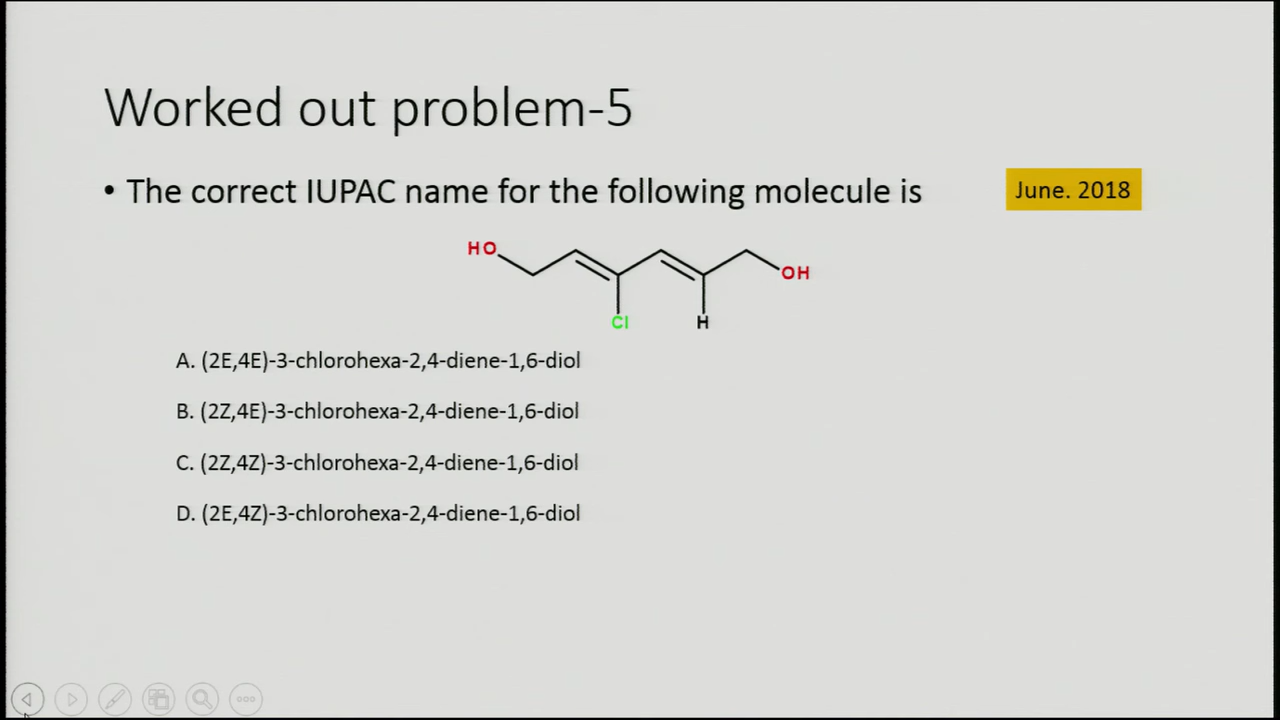 Worked out problem-5
• The correct IUPAC name for the following molecule is
June. 2018
HO
OH
Cl
H
A. (2E,4E)-3-chlorohexa-2,4-diene-1,6-diol
B. (2Z,4E)-3-chlorohexa-2,4-diene-1,6-diol
C. (2Z,4Z)-3-chlorohexa-2,4-diene-1,6-diol
D. (2E,4Z)-3-chlorohexa-2,4-diene-1,6-diol